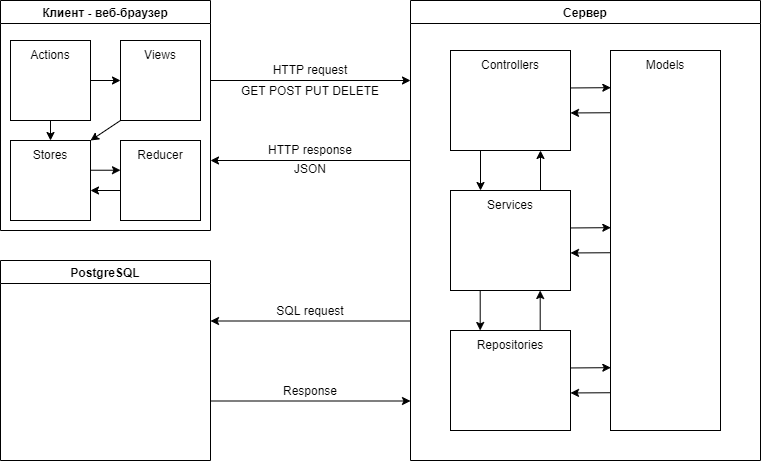 Клиент - веб-браузер
Actions
Views
Stores
Reducer
HTTP request
GET POST PUT DELETE
HTTP response
JSON
Сервер
Controllers
Models
Services
Repositories
PostgreSQL
SQL request
Response